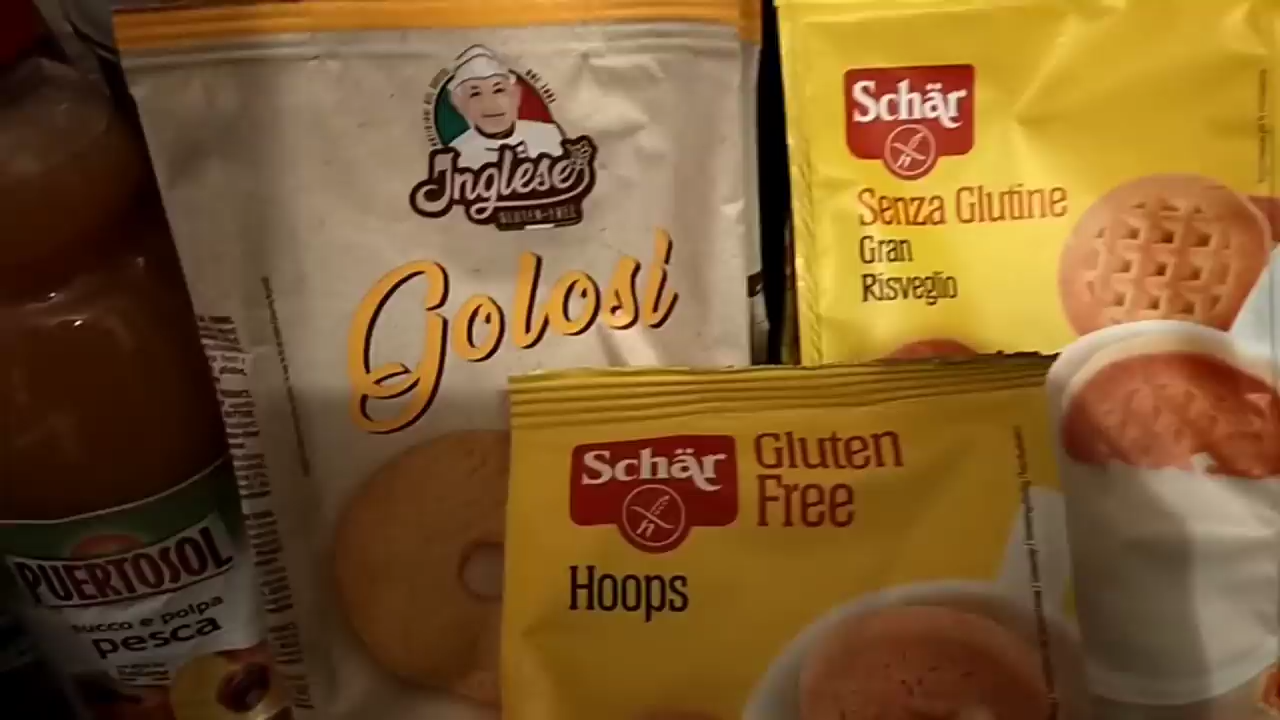 Inglese
GLUTEN-FREE
Golosi
Schär
Senza Glutine
Gran
Risveglio
Schär
Gluten
Free
Hoops
PUERTOSOL
succo e polpa
pesca